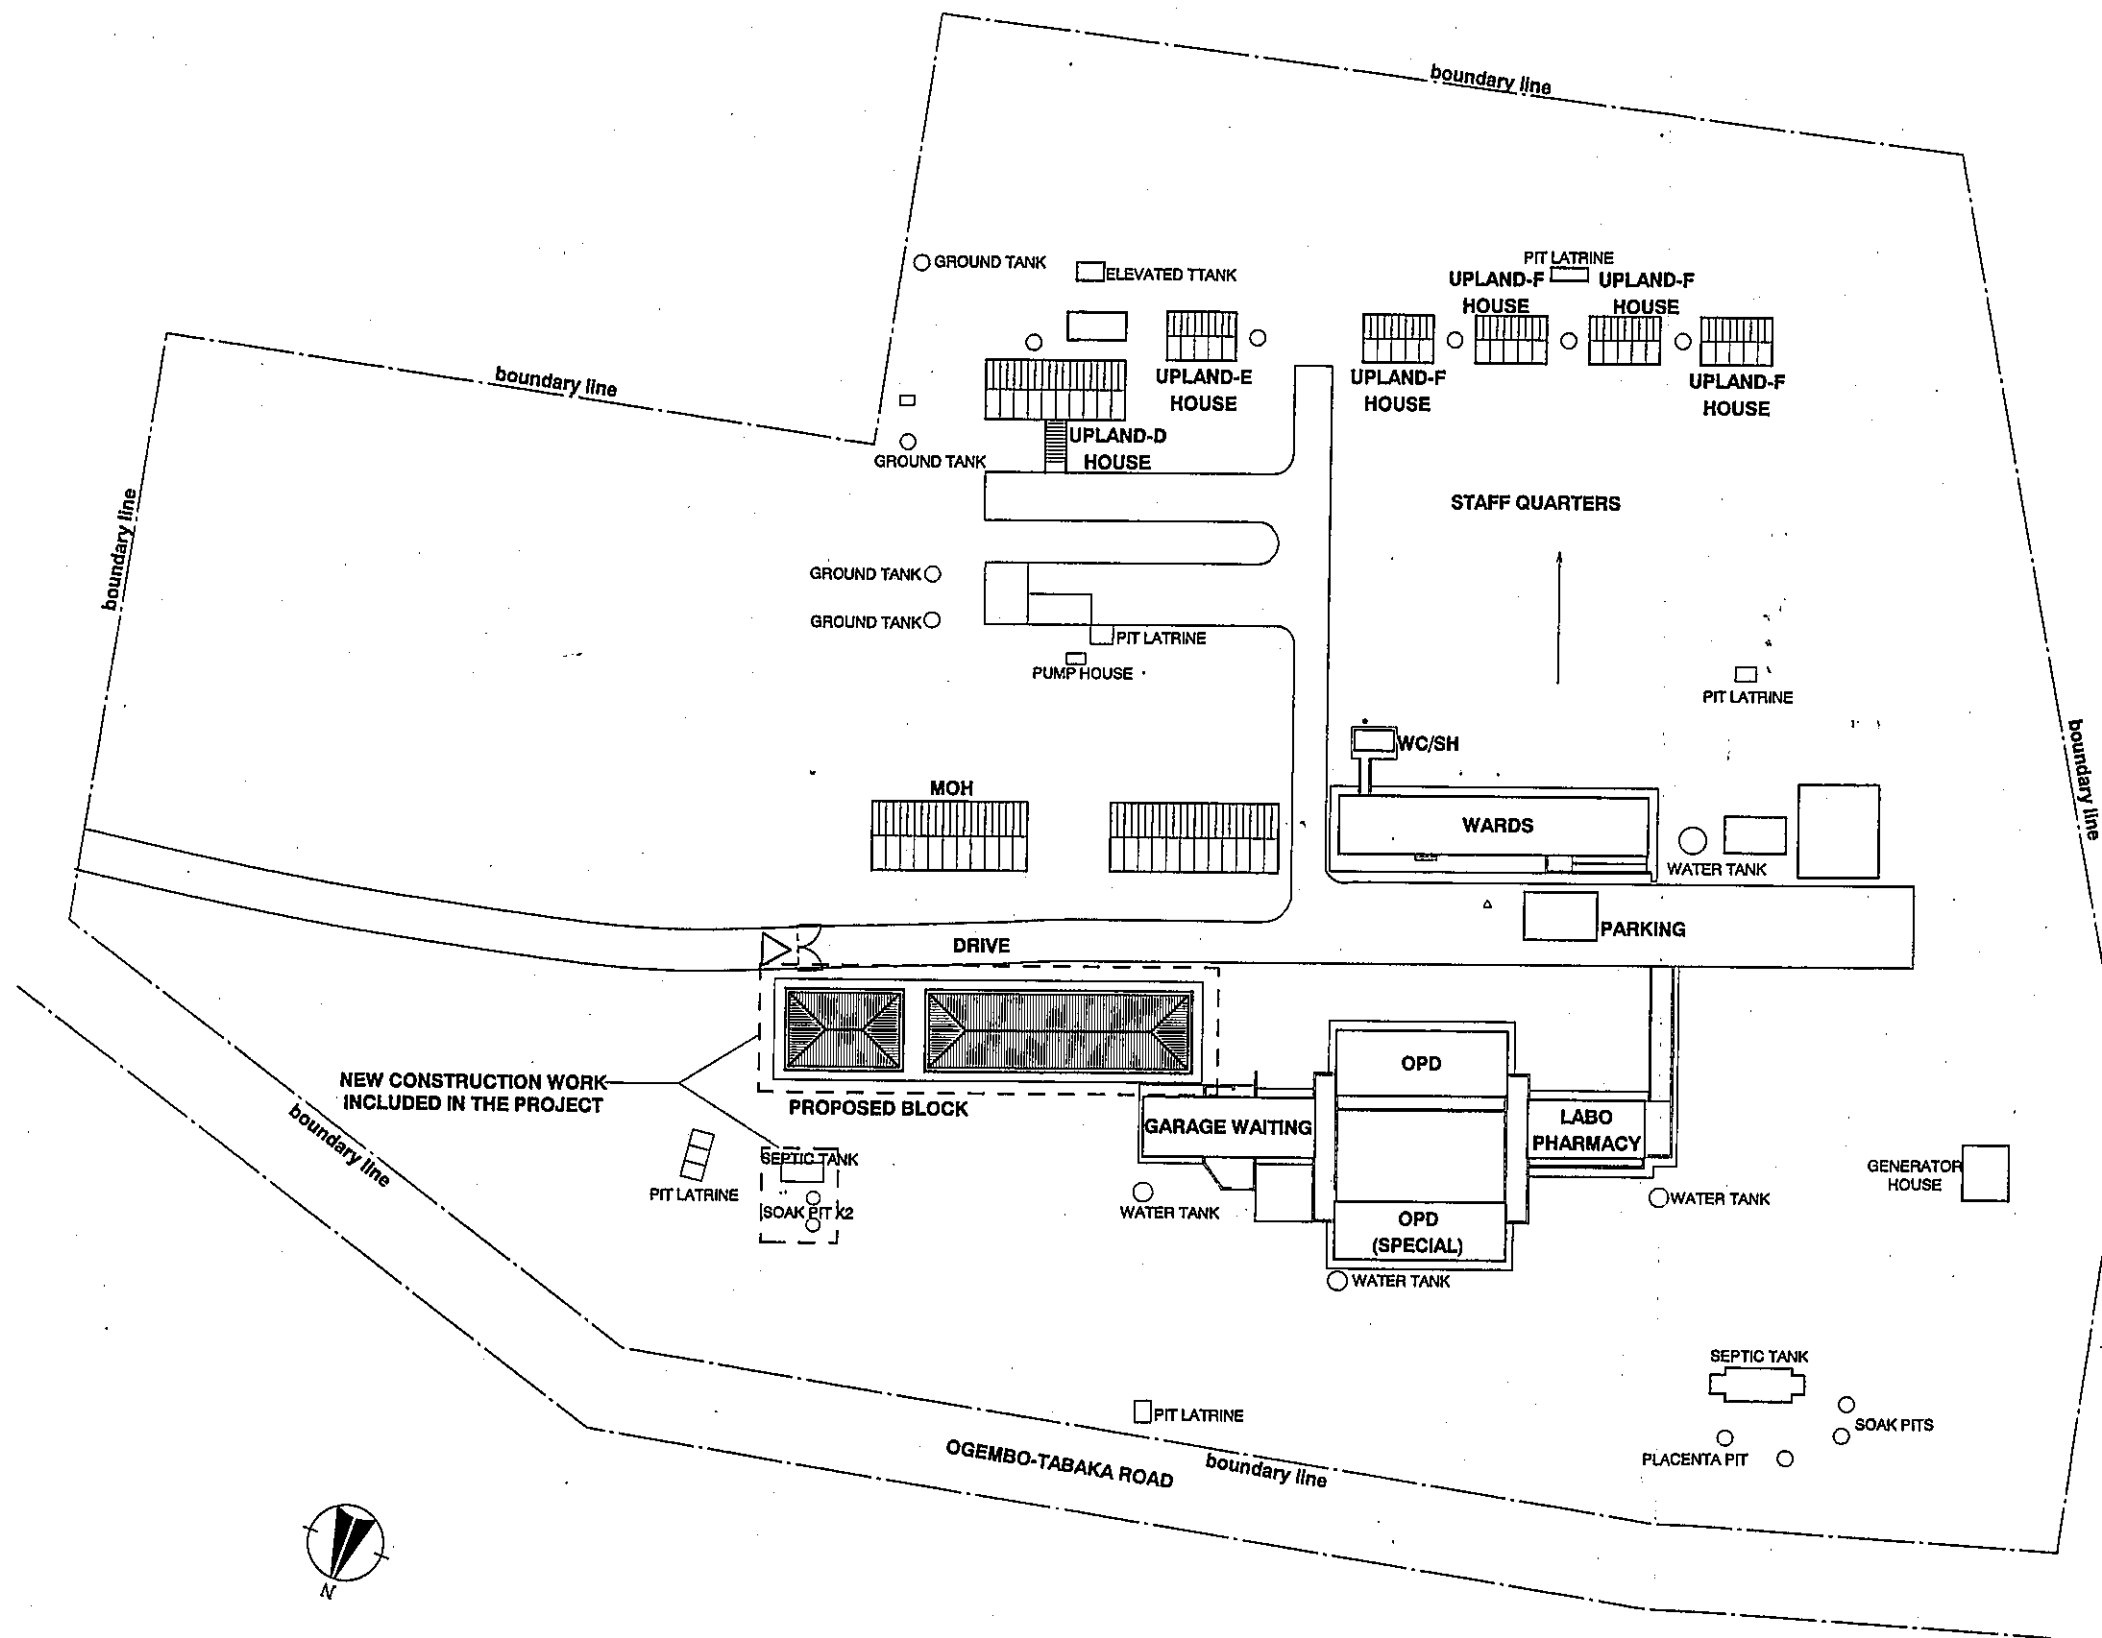 boundary line
GROUND TANK
ELEVATED TTANK
PIT LATRINE
UPLAND-F
HOUSE
UPLAND-F
HOUSE
boundary line
UPLAND-E
HOUSE
UPLAND-F
HOUSE
UPLAND-F
HOUSE
UPLAND-D
HOUSE
GROUND TANK
boundary line
STAFF QUARTERS
GROUND TANK
GROUND TANK
PIT LATRINE
PUMP HOUSE
PIT LATRINE
boundary line
WC/SH
MOH
WARDS
WATER TANK
PARKING
DRIVE
NEW CONSTRUCTION WORK
INCLUDED IN THE PROJECT
PROPOSED BLOCK
OPD
GARAGE WAITING
LABO
PHARMACY
boundary line
SEPTIC TANK
PIT LATRINE
SOAK PIT X2
WATER TANK
OPD
(SPECIAL)
WATER TANK
GENERATOR
HOUSE
WATER TANK
SEPTIC TANK
PIT LATRINE
SOAK PITS
PLACENTA PIT
OGEMBO-TABAKA ROAD
boundary line
N